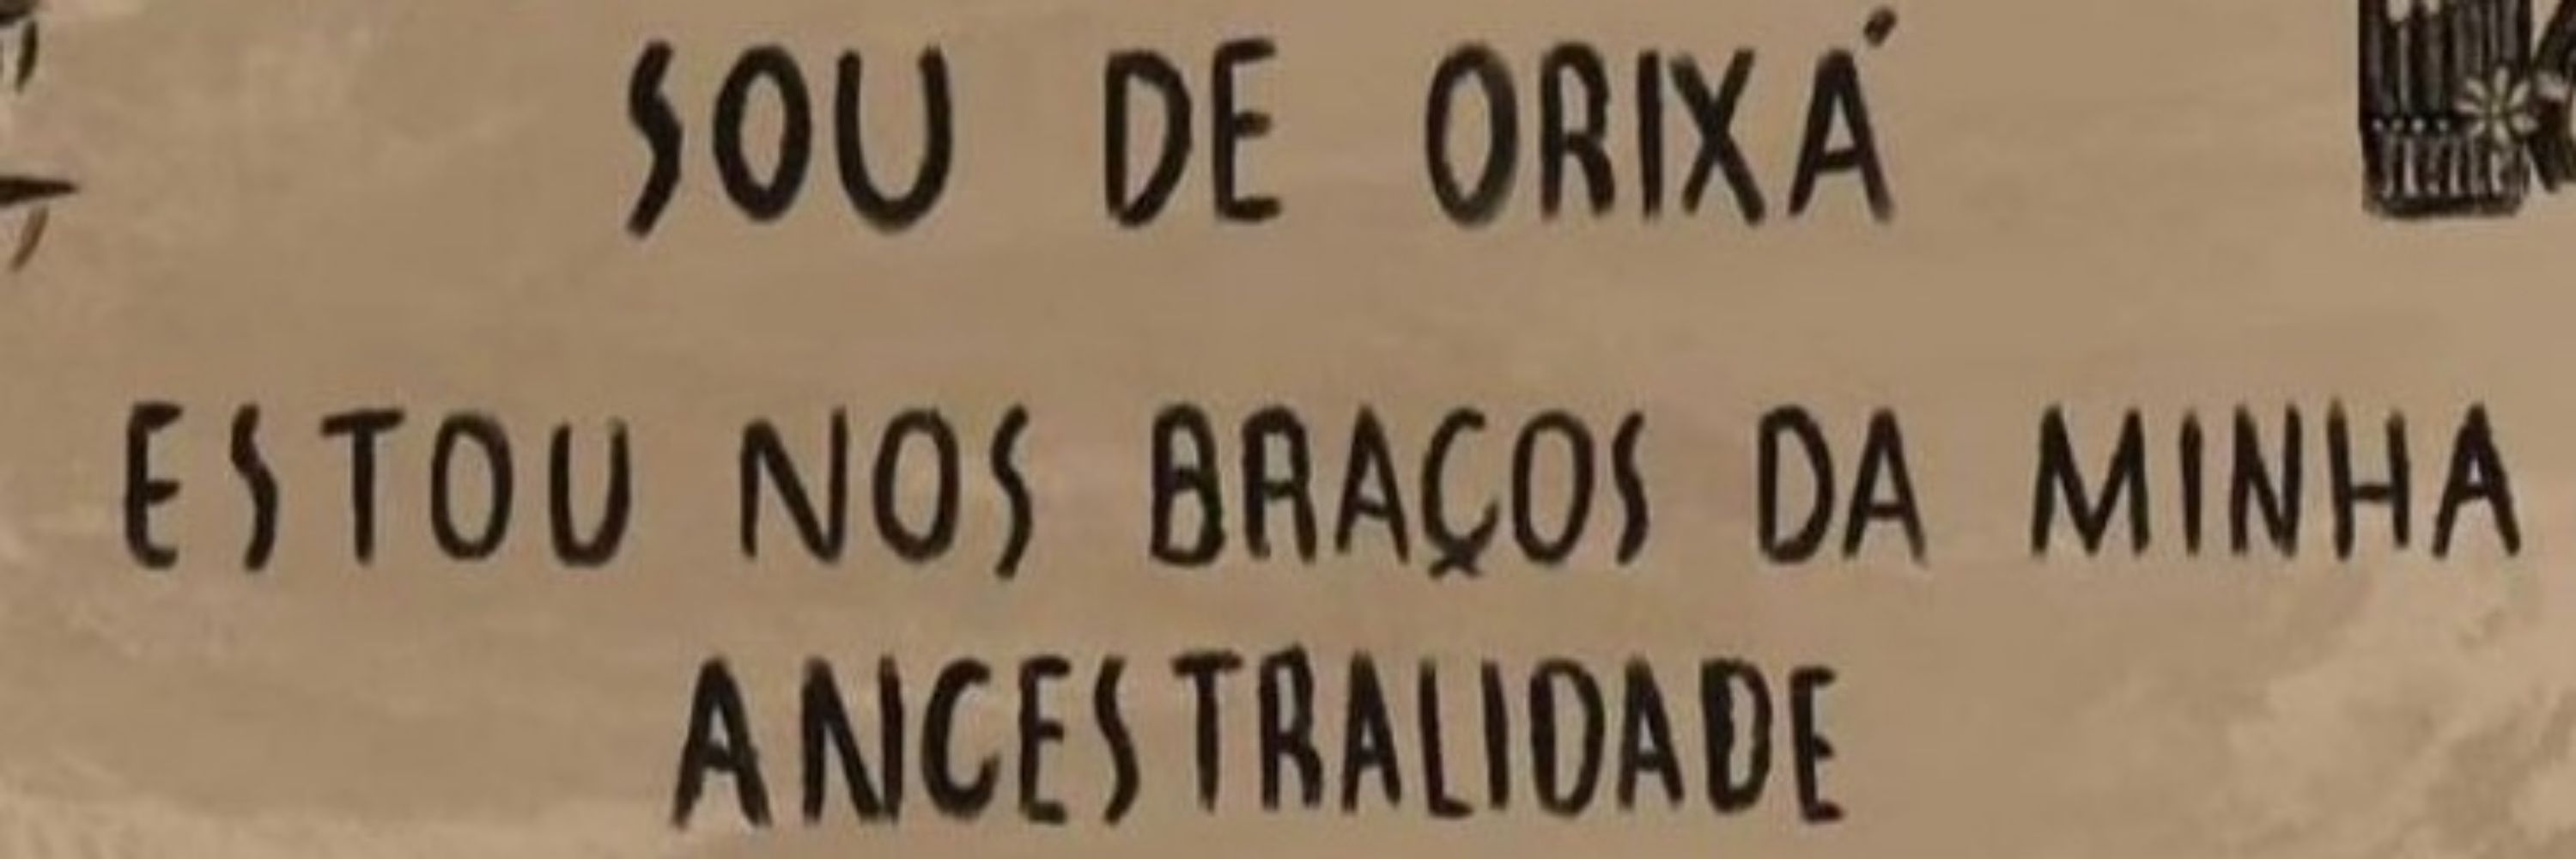 SOU DE ORIXÁ
ESTOU NOS BRAÇOS DA MINHA
ANCESTRALIDADE